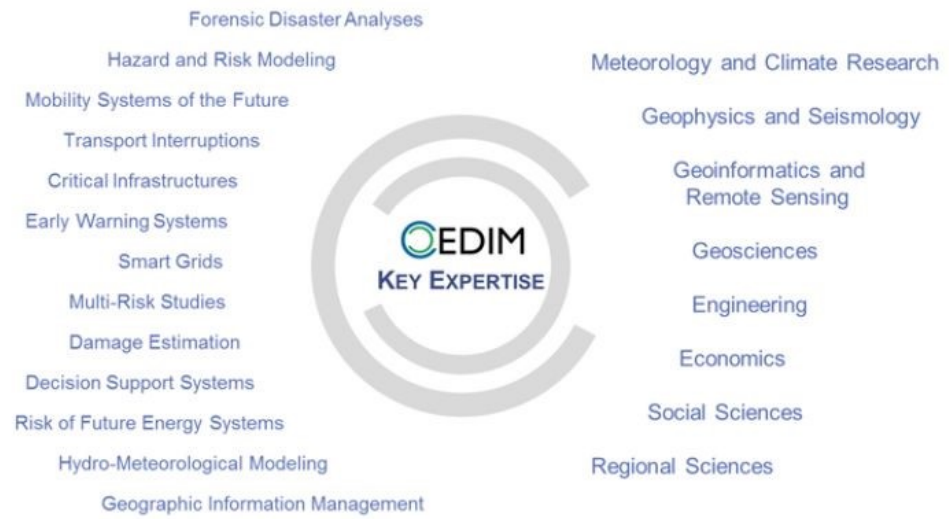 Forensic Disaster Analyses
Hazard and Risk Modeling
Mobility Systems of the Future
Transport Interruptions
Critical Infrastructures
Early Warning Systems
Smart Grids
Multi-Risk Studies
Damage Estimation
Decision Support Systems
Risk of Future Energy Systems
Hydro-Meteorological Modeling
Geographic Information Management
CEDIM
KEY EXPERTISE
Meteorology and Climate Research
Geophysics and Seismology
Geoinformatics and
Remote Sensing
Geosciences
Engineering
Economics
Social Sciences
Regional Sciences